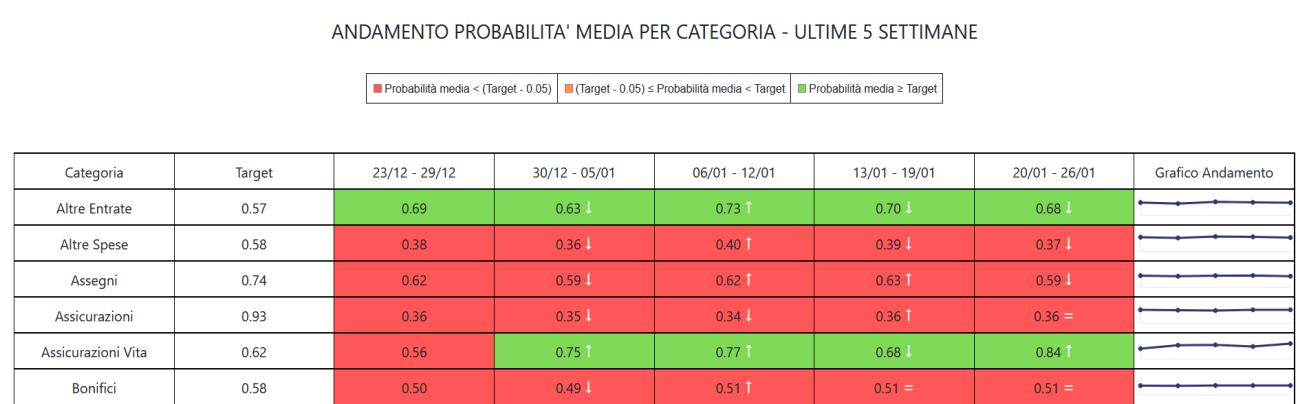 ANDAMENTO PROBABILITA' MEDIA PER CATEGORIA - ULTIME 5 SETTIMANE
Probabilità media < (Target - 0.05) (Target - 0.05) ≤ Probabilità media < Target Probabilità media ≥ Target
Categoria Target 23/12 - 29/12 30/12 - 05/01 06/01 - 12/01 13/01 - 19/01 20/01 - 26/01 Grafico Andamento
Altre Entrate 0.57 0.69 0.63 ↓ 0.73 ↑ 0.70 ↓ 0.68 ↓
Altre Spese 0.58 0.38 0.36 ↓ 0.40 ↑ 0.39 ↓ 0.37 ↓
Assegni 0.74 0.62 0.59 ↓ 0.62 ↑ 0.63 ↑ 0.59 ↓
Assicurazioni 0.93 0.36 0.35 ↓ 0.34 ↓ 0.36 ↑ 0.36 =
Assicurazioni Vita 0.62 0.56 0.75 ↑ 0.77 ↑ 0.68 ↓ 0.84 ↑
Bonifici 0.58 0.50 0.49 ↓ 0.51 ↑ 0.51 = 0.51 =